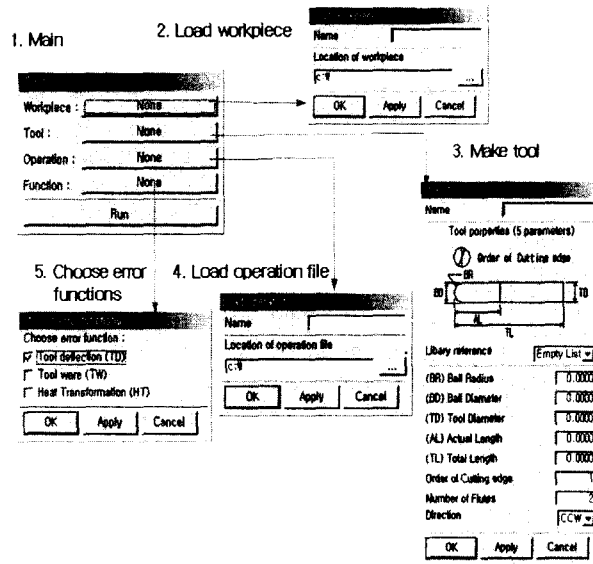 1. Main
Workpiece : None
Tool : None
Operation : None
Function : None
Run
2. Load workpiece
Name
Location of workpiece
c:\
...
OK Apply Cancel
3. Make tool
Name
Tool porperties (5 parameters)
Order of Cutting edge
BR
BD
TD
AL
TL
Libary reference Empty List
(BR) Ball Radius 0.0000
(BD) Ball Diameter 0.0000
(TD) Tool Diameter 0.0000
(AL) Actual Length 0.0000
(TL) Total Length 0.0000
Order of Cutting edge
Number of Flutes 2
Direction CCW
OK Apply Cancel
4. Load operation file
Name
Location of operation file
c:\
...
OK Apply Cancel
5. Choose error
functions
Choose error function :
Tool deflection (TD)
Tool ware (TW)
Heat Transformation (HT)
OK Apply Cancel